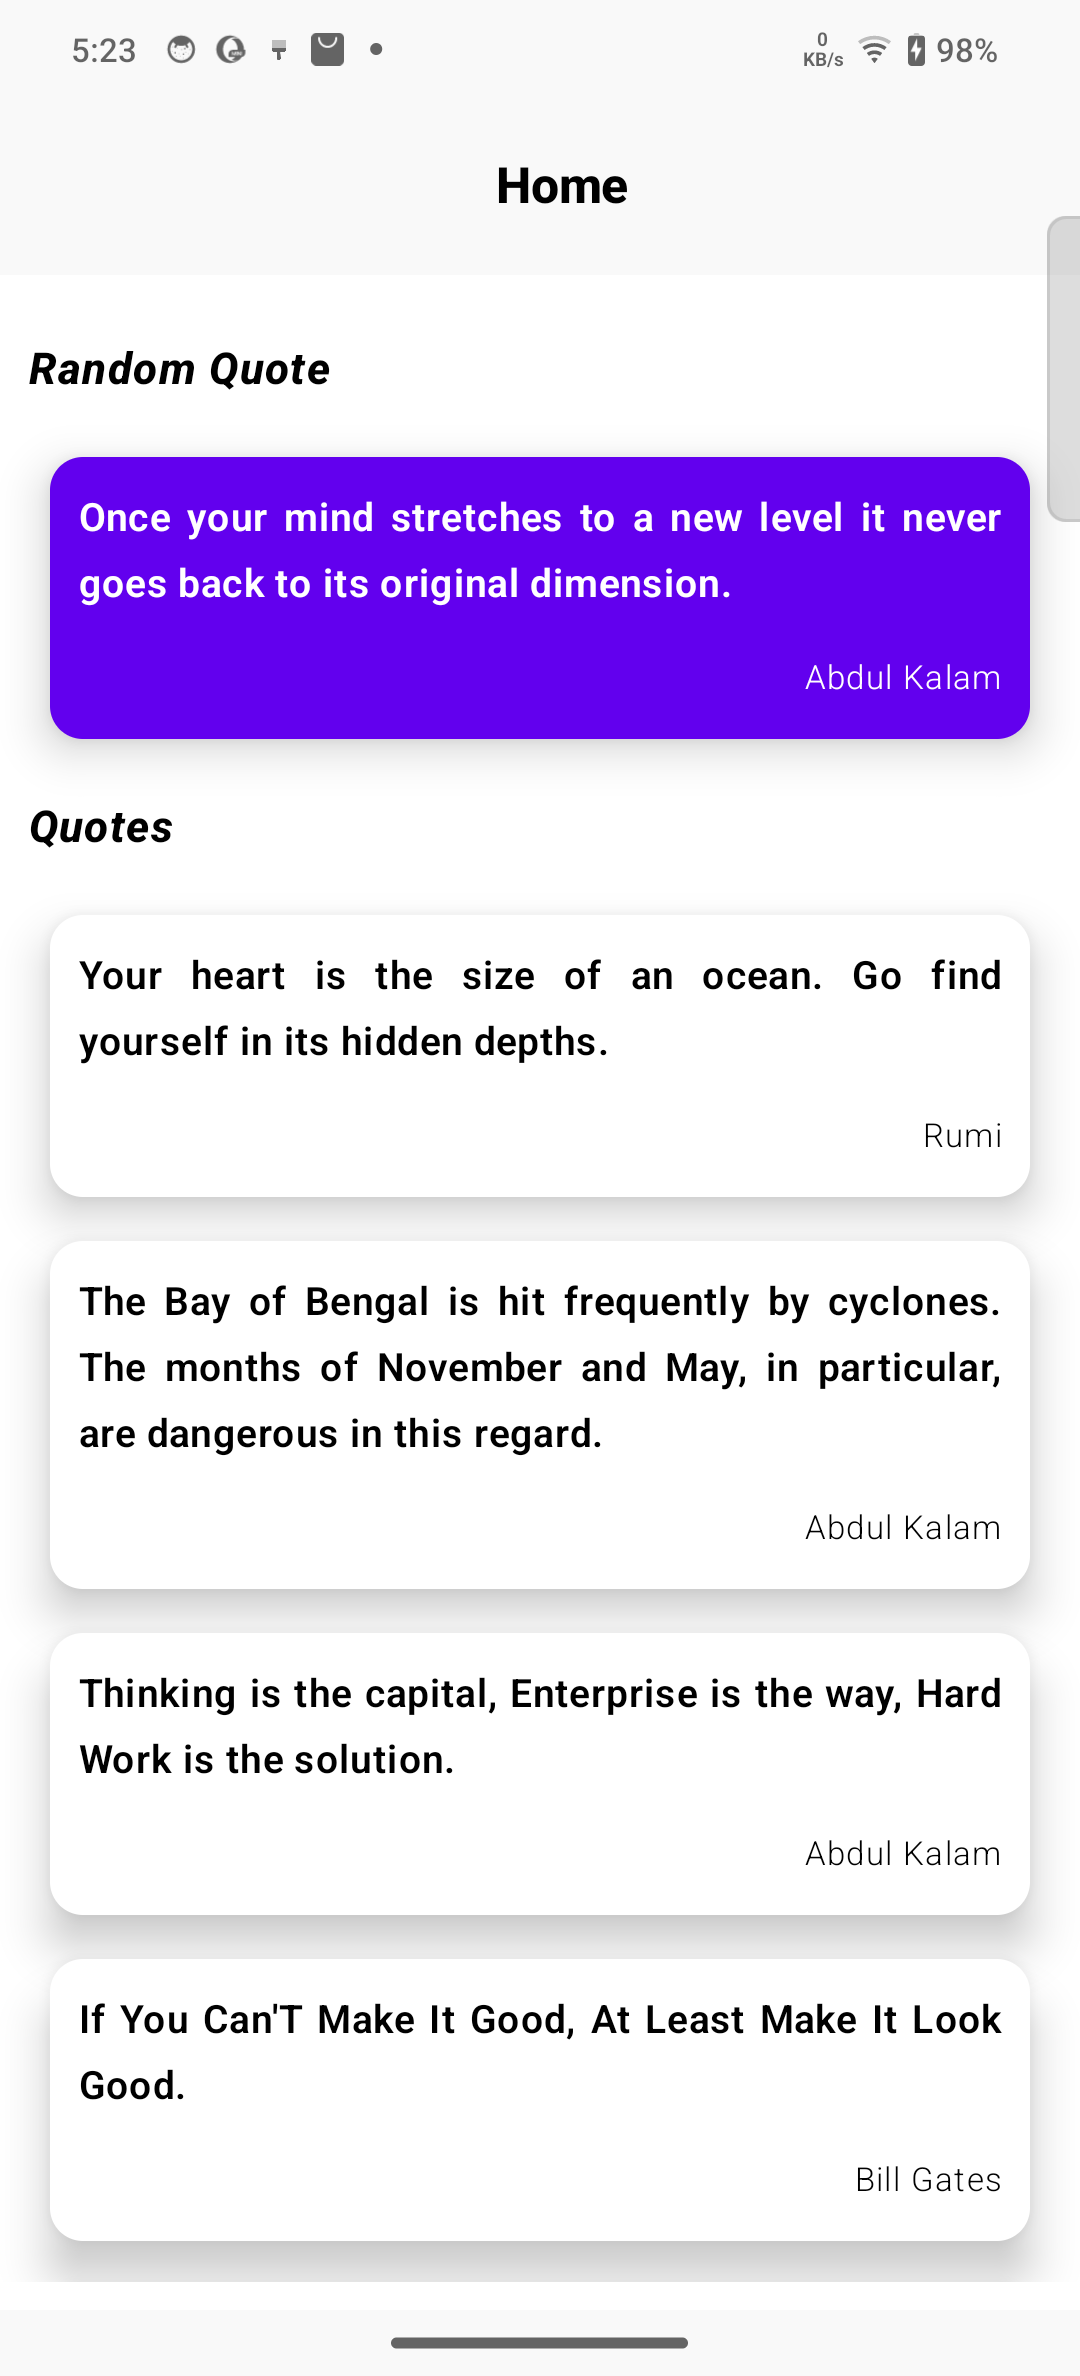 5:23
0
KB/s
98%
Home
Random Quote
Once your mind stretches to a new level it never
goes back to its original dimension.
Abdul Kalam
Quotes
Your heart is the size of an ocean. Go find
yourself in its hidden depths.
Rumi
The Bay of Bengal is hit frequently by cyclones.
The months of November and May, in particular,
are dangerous in this regard.
Abdul Kalam
Thinking is the capital, Enterprise is the way, Hard
Work is the solution.
Abdul Kalam
If You Can'T Make It Good, At Least Make It Look
Good.
Bill Gates